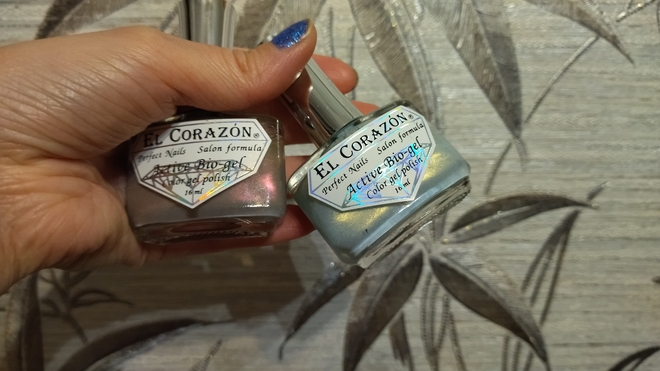 EL CORAZÓN®
Perfect Nails Salon formula
Active Bio-gel
Color gel polish
16 ml
EL CORAZÓN®
Perfect Nails Salon formula
Active Bio-gel
Color gel polish
16 ml